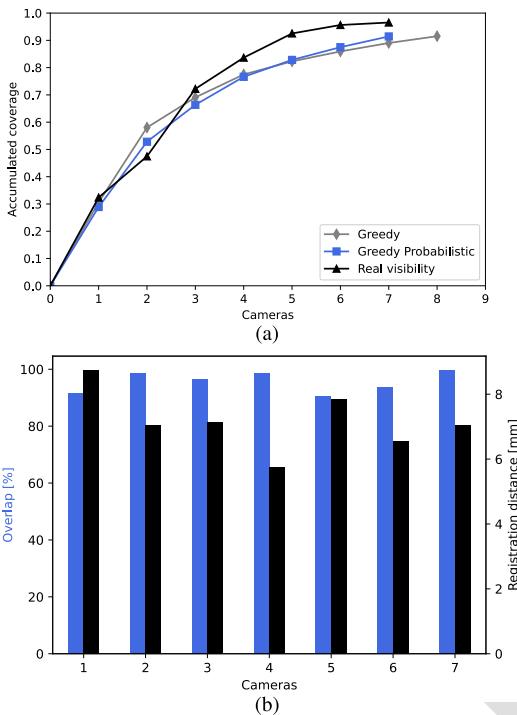 1.0
0.9
0.8
0.7
0.6
0.5
0.4
0.3
0.2
0.1
0.0
Accumulated coverage
Greedy
Greedy Probabilistic
Real visibility
0 1 2 3 4 5 6 7 8 9
Cameras
(a)
100
80
60
40
20
0
Overlap [%]
8
6
4
2
0
Registration distance [mm]
1 2 3 4 5 6 7
Cameras
(b)